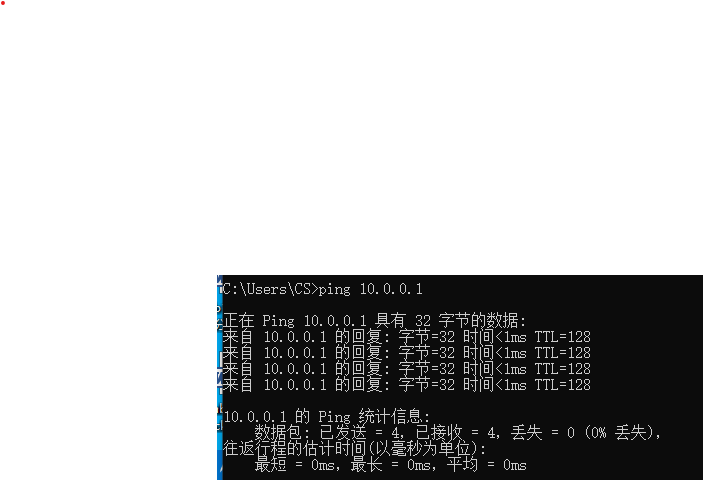 C:\Users\CS>ping 10.0.0.1
正在 Ping 10.0.0.1 具有 32 字节的数据:
来自 10.0.0.1 的回复: 字节=32 时间<1ms TTL=128
来自 10.0.0.1 的回复: 字节=32 时间<1ms TTL=128
来自 10.0.0.1 的回复: 字节=32 时间<1ms TTL=128
来自 10.0.0.1 的回复: 字节=32 时间<1ms TTL=128
10.0.0.1 的 Ping 统计信息:
数据包: 已发送 = 4，已接收 = 4，丢失 = 0 (0% 丢失)，
往返行程的估计时间(以毫秒为单位):
最短 = 0ms，最长 = 0ms，平均 = 0ms